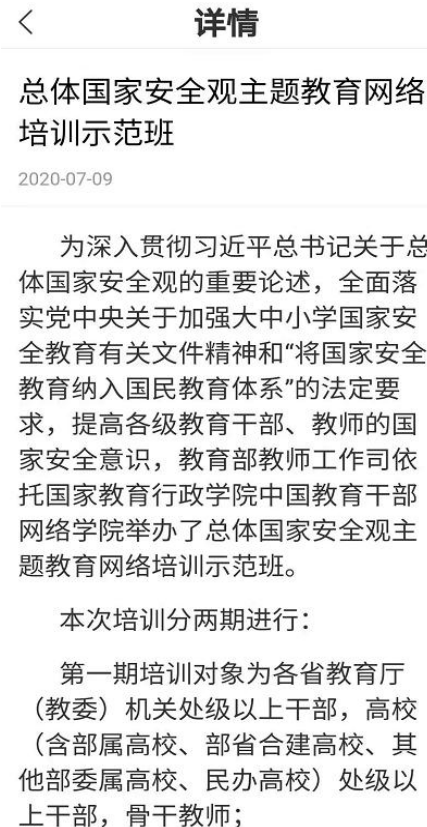 详情
总体国家安全观主题教育网络
培训示范班
2020-07-09
为深入贯彻习近平总书记关于总
体国家安全观的重要论述，全面落
实党中央关于加强大中小学国家安
全教育有关文件精神和“将国家安全
教育纳入国民教育体系”的法定要
求，提高各级教育干部、教师的国
家安全意识，教育部教师工作司依
托国家教育行政学院中国教育干部
网络学院举办了总体国家安全观主
题教育网络培训示范班。
本次培训分两期进行：
第一期培训对象为各省教育厅
（教委）机关处级以上干部，高校
（含部属高校、部省合建高校、其
他部委属高校、民办高校）处级以
上干部，骨干教师；